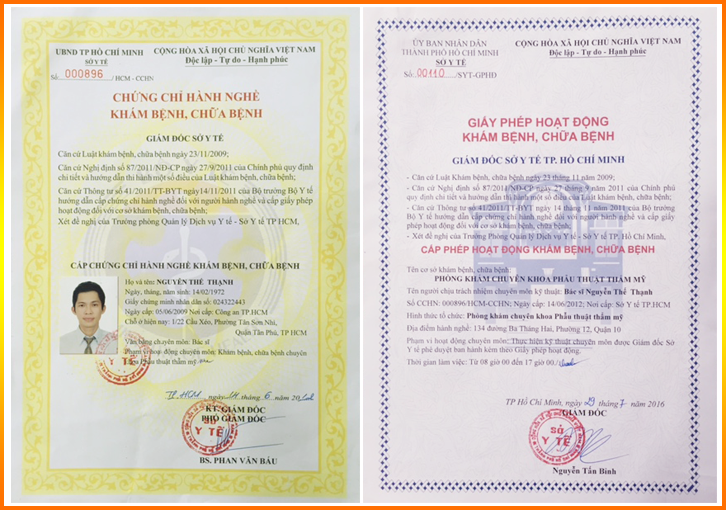 UBND TP HỒ CHÍ MINH
SỞ Y TẾ
Số: 000896 / HCM - CCHN
CỘNG HÒA XÃ HỘI CHỦ NGHĨA VIỆT NAM
Độc lập - Tự do - Hạnh phúc
CHỨNG CHỈ HÀNH NGHỀ
KHÁM BỆNH, CHỮA BỆNH
GIÁM ĐỐC SỞ Y TẾ
Căn cứ Luật khám bệnh, chữa bệnh ngày 23/11/2009;
Căn cứ Nghị định số 87/2011/NĐ-CP ngày 27/9/2011 của Chính phủ quy định
chi tiết và hướng dẫn thi hành một số điều của Luật khám bệnh, chữa bệnh;
Căn cứ Thông tư số 41/2011/TT-BYT ngày14/11/2011 của Bộ trưởng Bộ Y tế
hướng dẫn cấp chứng chỉ hành nghề đối với người hành nghề và cấp giấy phép
hoạt động đối với cơ sở khám bệnh, chữa bệnh;
Xét đề nghị của Trưởng phòng Quản lý Dịch vụ Y tế - Sở Y tế TP HCM,
CẤP CHỨNG CHỈ HÀNH NGHỀ KHÁM BỆNH, CHỮA BỆNH
Họ và tên: NGUYỄN THẾ THẠNH
Ngày, tháng, năm sinh: 14/02/1972
Giấy chứng minh nhân dân số: 024322443
Ngày cấp: 05/06/2009 Nơi cấp: Công an TP HCM
Chỗ ở hiện nay: 1/22 Cầu Xéo, Phường Tân Sơn Nhì,
Quận Tân Phú, TP HCM
Văn bằng chuyên môn: Bác sĩ
Phạm vi hoạt động chuyên môn: Khám bệnh, chữa bệnh chuyên
khoa Phẫu thuật thẩm mỹ
TP.HCM, ngày 14 tháng 6 năm
KT. GIÁM ĐỐC
PHÓ GIÁM ĐỐC
SỞ
Y TẾ
BS. PHAN VĂN BÁU
ỦY BAN NHÂN DÂN
THÀNH PHỐ HỒ CHÍ MINH
SỞ Y TẾ
Số: 00110 /SYT-GPHĐ
CỘNG HÒA XÃ HỘI CHỦ NGHĨA VIỆT NAM
Độc lập - Tự do - Hạnh phúc
GIẤY PHÉP HOẠT ĐỘNG
KHÁM BỆNH, CHỮA BỆNH
GIÁM ĐỐC SỞ Y TẾ TP. HỒ CHÍ MINH
- Căn cứ Luật Khám bệnh, chữa bệnh ngày 23 tháng 11 năm 2009;
- Căn cứ Nghị định số 87/2011/NĐ-CP ngày 27 tháng 9 năm 2011 của Chính phủ
quy định chi tiết và hướng dẫn thi hành một số điều của Luật khám bệnh, chữa bệnh;
- Căn cứ Thông tư số 41/2011/TT-BYT ngày 14 tháng 11 năm 2011 của Bộ trưởng
Bộ Y tế hướng dẫn cấp chứng chỉ hành nghề đối với người hành nghề và cấp giấy phép
hoạt động đối với cơ sở khám bệnh, chữa bệnh;
- Xét đề nghị của Trưởng phòng Quản lý Dịch vụ Y tế - Sở Y tế TP, Hồ Chí Minh,
CẤP PHÉP HOẠT ĐỘNG KHÁM BỆNH, CHỮA BỆNH
Tên cơ sở khám bệnh, chữa bệnh
PHÒNG KHÁM CHUYÊN KHOA PHẪU THUẬT THẨM MỸ
Tên người chịu trách nhiệm chuyên môn kỹ thuật: Bác sĩ Nguyễn Thế Thạnh
Số CCHN: 000896/HCM-CCHN; Ngày cấp: 14/06/2012; Nơi cấp: Sở Y tế TP.HCM
Hình thức tổ chức: Phòng khám chuyên khoa Phẫu thuật thẩm mỹ
Địa điểm hành nghề: 134 đường Ba Tháng Hai, Phường 12, Quận 10
Phạm vi hoạt động chuyên môn: Thực hiện kỹ thuật chuyên môn được Giám đốc Sở
Y tế phê duyệt ban hành kèm theo Giấy phép hoạt động.
Thời gian làm việc: Từ 08 giờ 00 đến 17 giờ 00
TP Hồ Chí Minh, ngày 29 tháng 7 năm 2016
GIÁM ĐỐC
SỞ
Y TẾ
Nguyễn Tấn Bỉnh